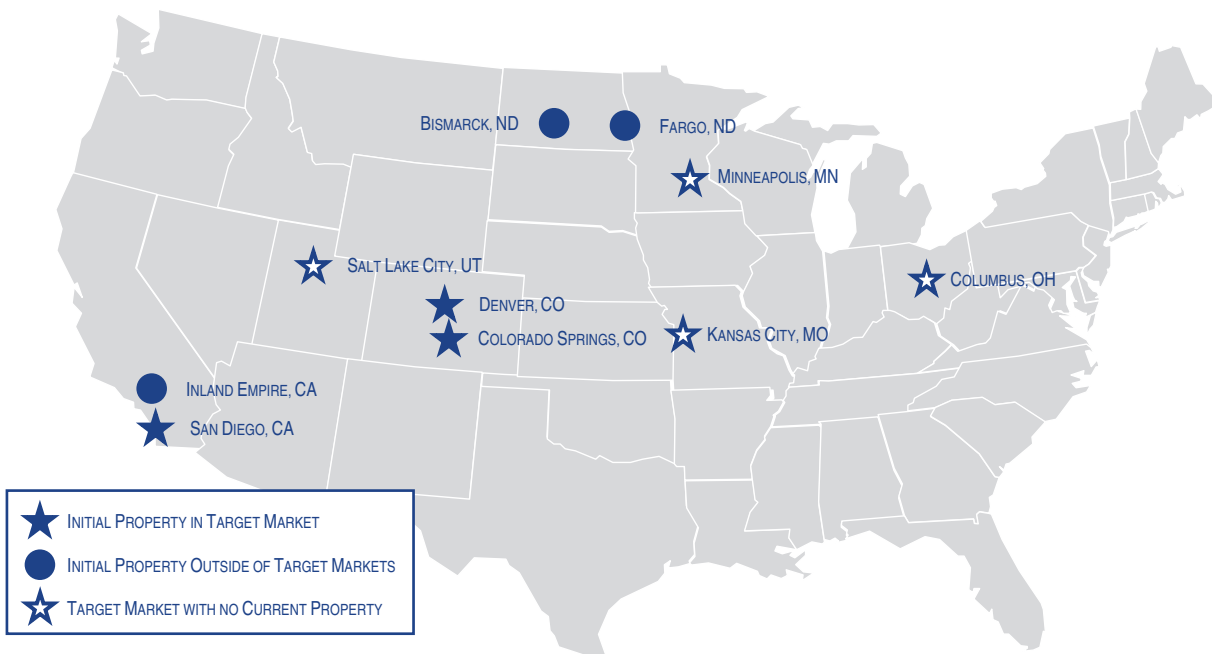 Bismarck, ND
Fargo, ND
Minneapolis, MN
Salt Lake City, UT
Columbus, OH
Denver, CO
Colorado Springs, CO
Kansas City, MO
Inland Empire, CA
San Diego, CA
Initial Property in Target Market
Initial Property Outside of Target Markets
Target Market with no Current Property